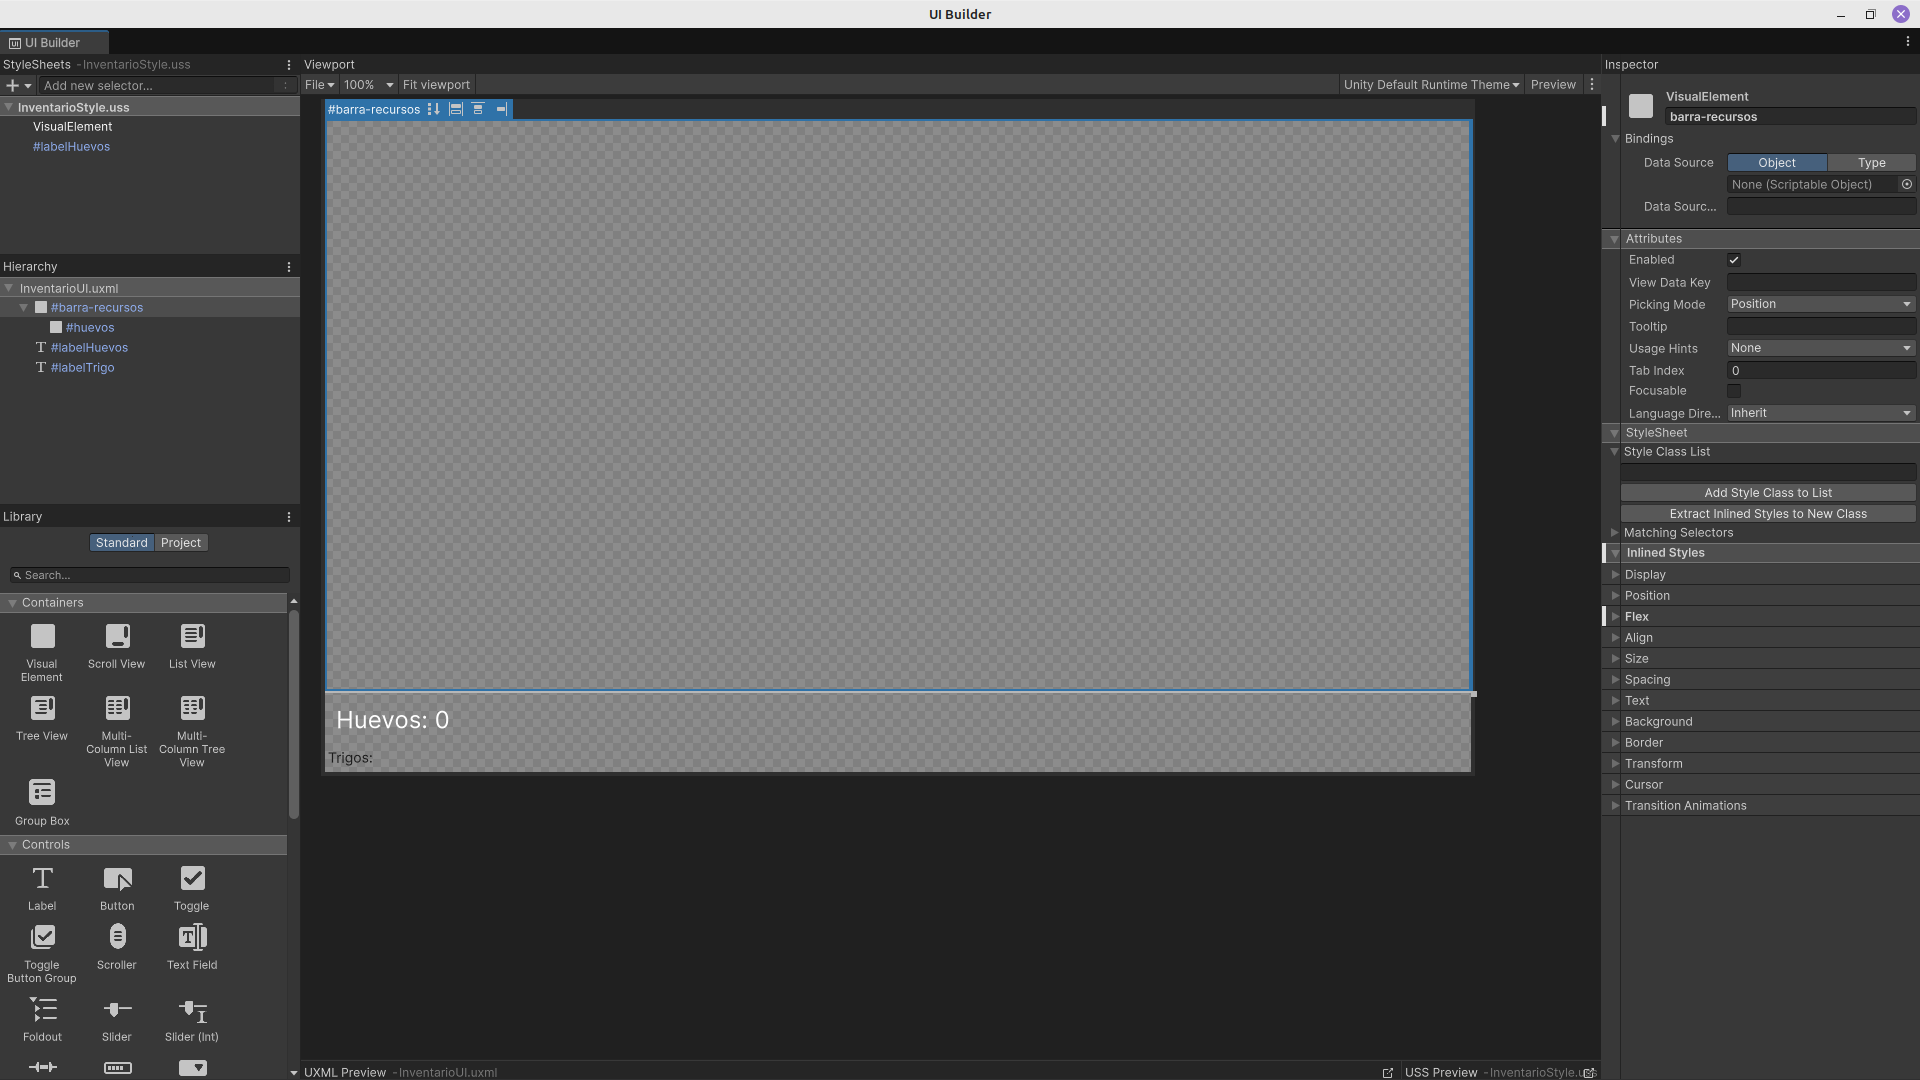 UI Builder
UI Builder
StyleSheets - InventarioStyle.uss
Add new selector...
InventarioStyle.uss
VisualElement
#labelHuevos
Hierarchy
InventarioUI.uxml
#barra-recursos
#huevos
#labelHuevos
#labelTrigo
Library
Standard Project
Search...
Containers
Visual Element
Scroll View
List View
Tree View
Multi-Column List View
Multi-Column Tree View
Group Box
Controls
Label
Button
Toggle
Toggle Button Group
Scroller
Text Field
Foldout
Slider
Slider (Int)
Viewport
File 100% Fit viewport
Unity Default Runtime Theme Preview
#barra-recursos
Huevos: 0
Trigos:
UXML Preview - InventarioUI.uxml
USS Preview - InventarioStyle.u
Inspector
VisualElement
barra-recursos
Bindings
Data Source Object Type
None (Scriptable Object)
Data Sourc...
Attributes
Enabled
View Data Key
Picking Mode Position
Tooltip
Usage Hints None
Tab Index 0
Focusable
Language Dire... Inherit
StyleSheet
Style Class List
Add Style Class to List
Extract Inlined Styles to New Class
Matching Selectors
Inlined Styles
Display
Position
Flex
Align
Size
Spacing
Text
Background
Border
Transform
Cursor
Transition Animations